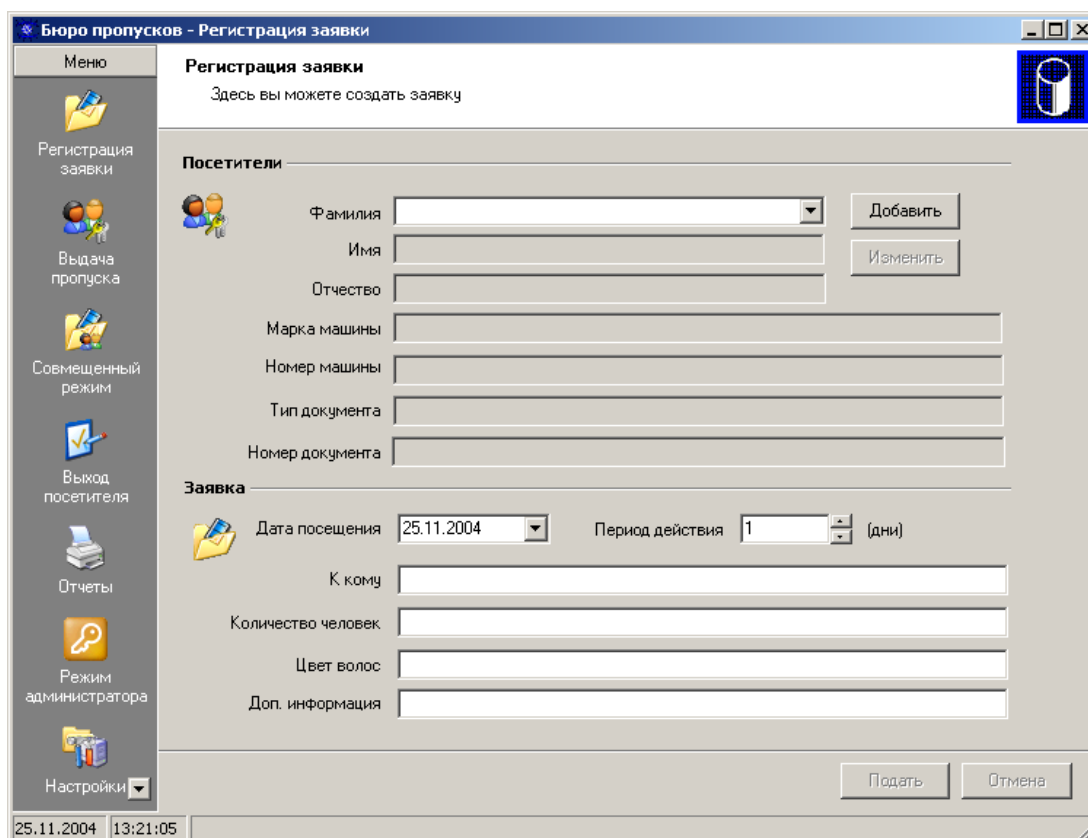 Бюро пропусков - Регистрация заявки
Меню
Регистрация
заявки
Выдача
пропуска
Совмещенный
режим
Выход
посетителя
Отчеты
Режим
администратора
Настройки
Регистрация заявки
Здесь вы можете создать заявку
Посетители
Фамилия
Добавить
Имя
Изменить
Отчество
Марка машины
Номер машины
Тип документа
Номер документа
Заявка
Дата посещения 25.11.2004 Период действия 1 (дни)
К кому
Количество человек
Цвет волос
Доп. информация
Подать Отмена
25.11.2004 13:21:05